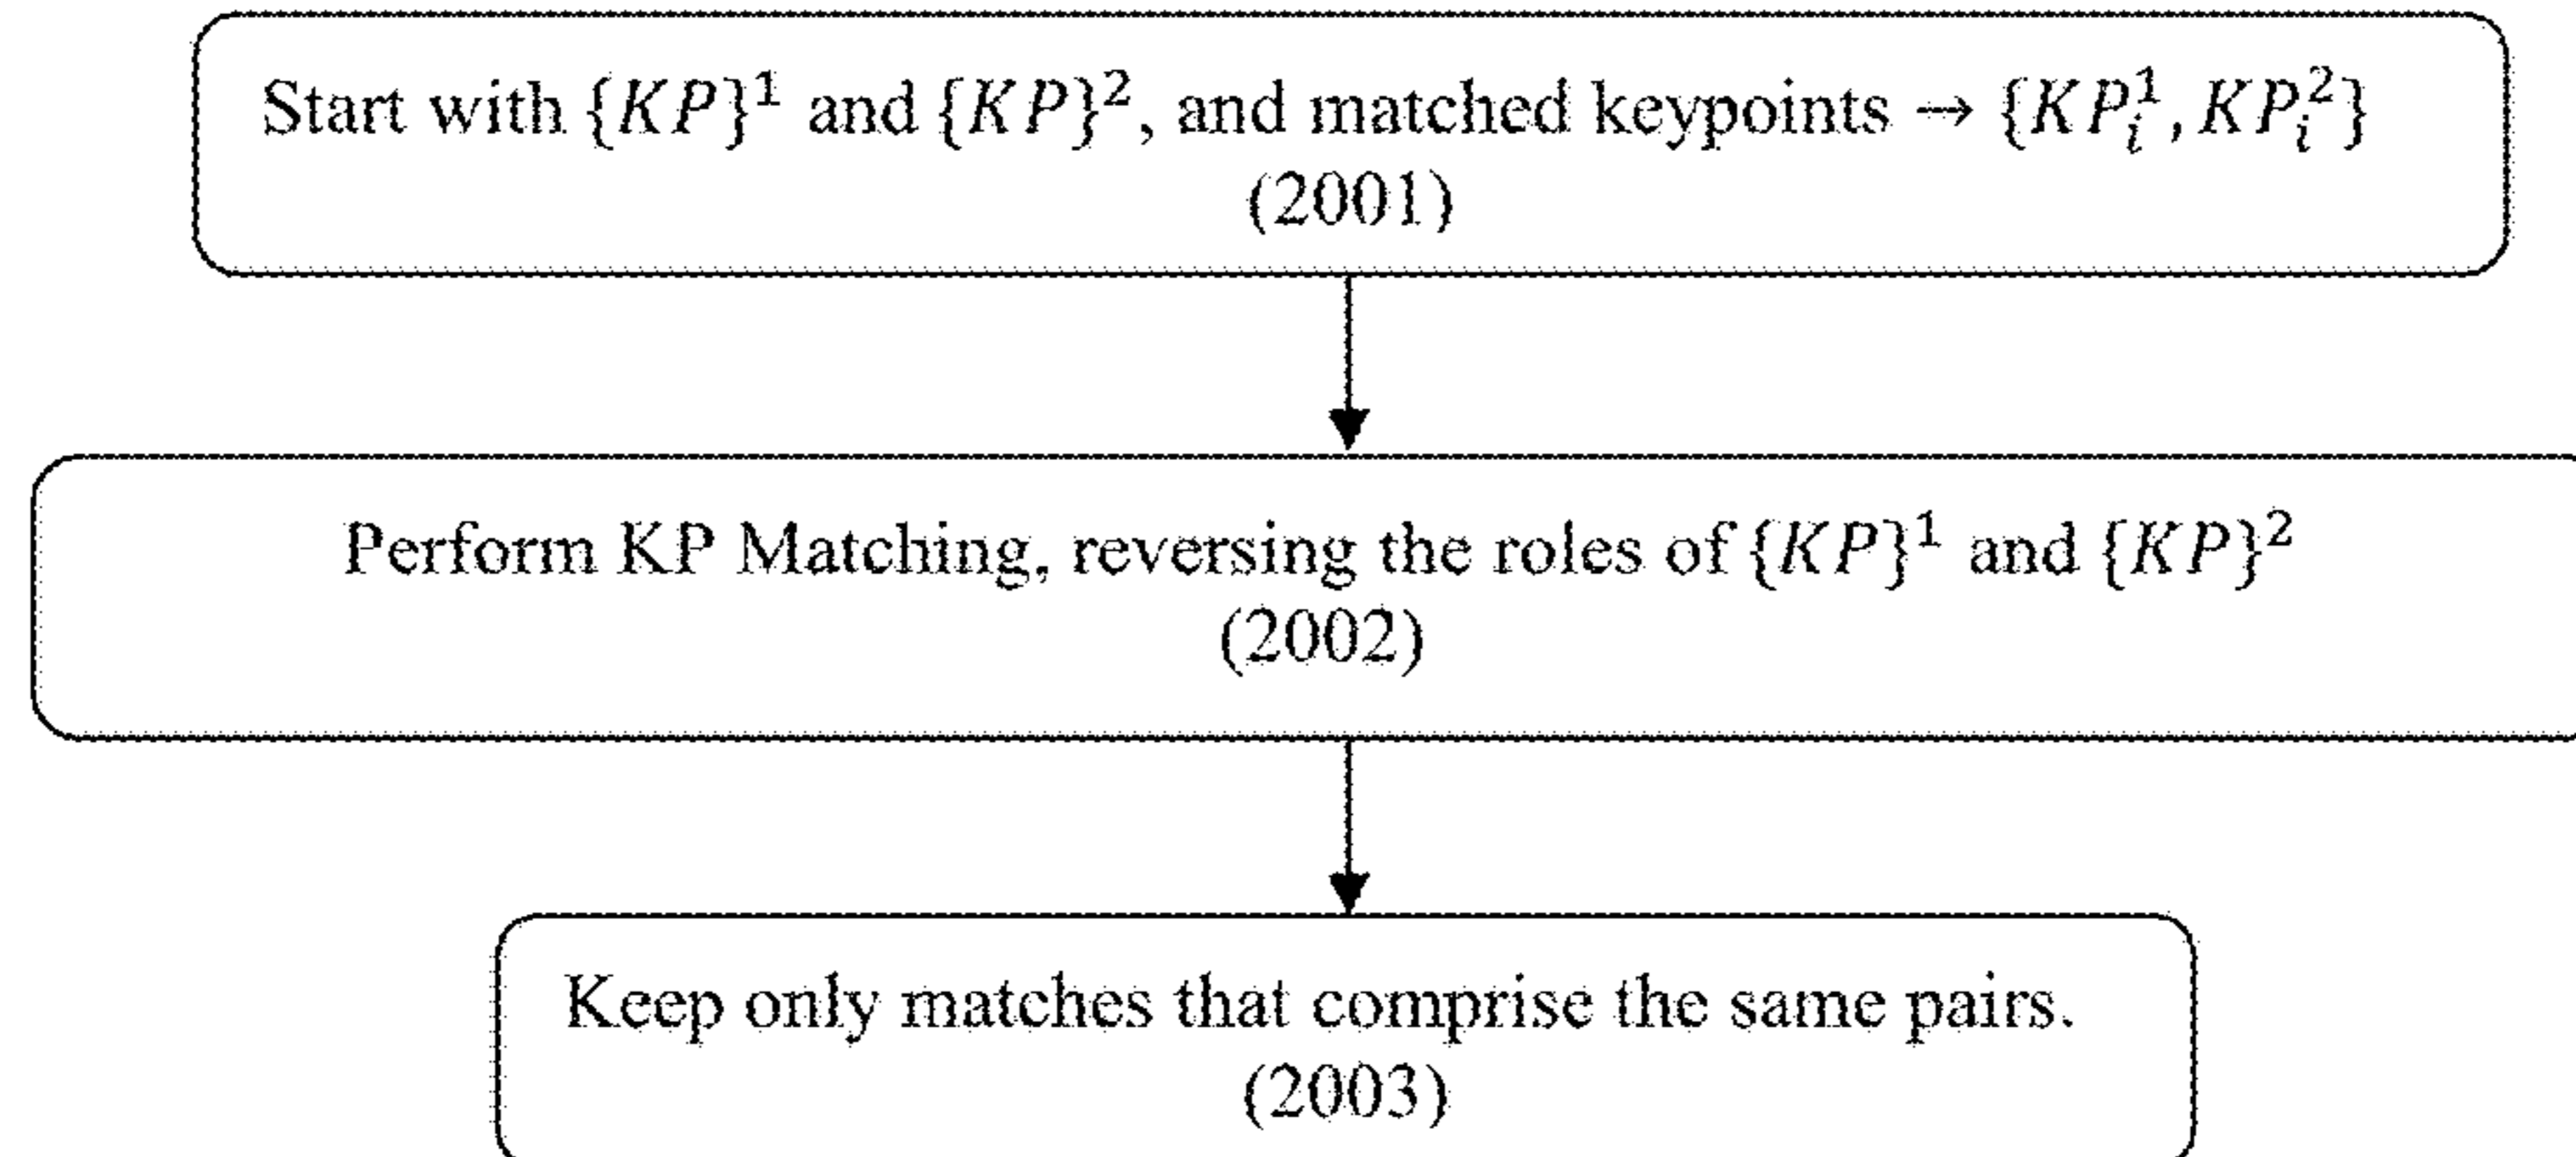 Start with {KP}¹ and {KP}², and matched keypoints → {KP¹ᵢ, KP²ᵢ}
(2001)
Perform KP Matching, reversing the roles of {KP}¹ and {KP}²
(2002)
Keep only matches that comprise the same pairs.
(2003)